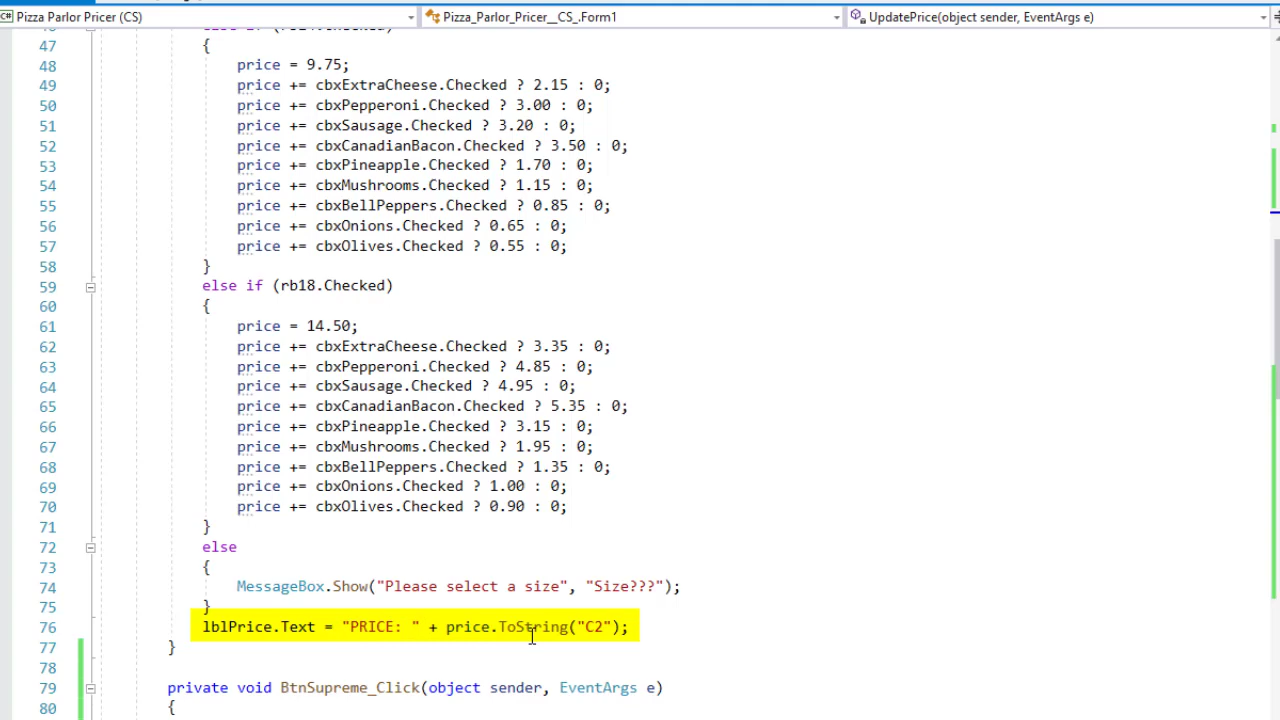 Pizza Parlor Pricer (CS)
Pizza_Parlor_Pricer__CS_.Form1
UpdatePrice(object sender, EventArgs e)
47 {
48 price = 9.75;
49 price += cbxExtraCheese.Checked ? 2.15 : 0;
50 price += cbxPepperoni.Checked ? 3.00 : 0;
51 price += cbxSausage.Checked ? 3.20 : 0;
52 price += cbxCanadianBacon.Checked ? 3.50 : 0;
53 price += cbxPineapple.Checked ? 1.70 : 0;
54 price += cbxMushrooms.Checked ? 1.15 : 0;
55 price += cbxBellPeppers.Checked ? 0.85 : 0;
56 price += cbxOnions.Checked ? 0.65 : 0;
57 price += cbxOlives.Checked ? 0.55 : 0;
58 }
59 else if (rb18.Checked)
60 {
61 price = 14.50;
62 price += cbxExtraCheese.Checked ? 3.35 : 0;
63 price += cbxPepperoni.Checked ? 4.85 : 0;
64 price += cbxSausage.Checked ? 4.95 : 0;
65 price += cbxCanadianBacon.Checked ? 5.35 : 0;
66 price += cbxPineapple.Checked ? 3.15 : 0;
67 price += cbxMushrooms.Checked ? 1.95 : 0;
68 price += cbxBellPeppers.Checked ? 1.35 : 0;
69 price += cbxOnions.Checked ? 1.00 : 0;
70 price += cbxOlives.Checked ? 0.90 : 0;
71 }
72 else
73 {
74 MessageBox.Show("Please select a size", "Size???");
75 }
76 lblPrice.Text = "PRICE: " + price.ToString("C2");
77 }
78
79 private void BtnSupreme_Click(object sender, EventArgs e)
80 {